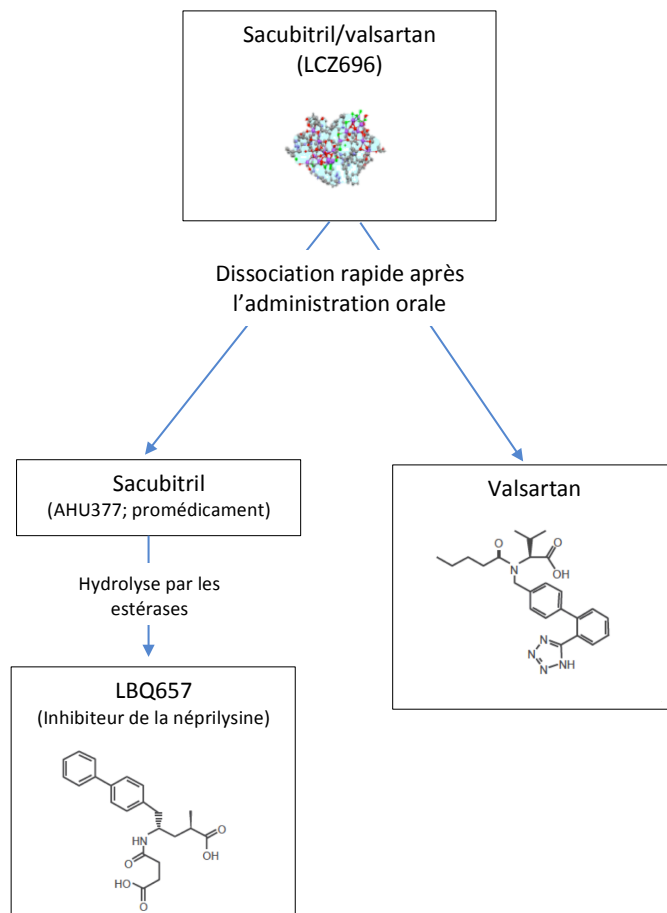 Sacubitril/valsartan
(LCZ696)
Dissociation rapide après
l’administration orale
Sacubitril
(AHU377; promédicament)
Valsartan
O
O
N
OH
N
N
N
NH
Hydrolyse par les
estérases
LBQ657
(Inhibiteur de la néprilysine)
O
HN
OH
O
HO
O